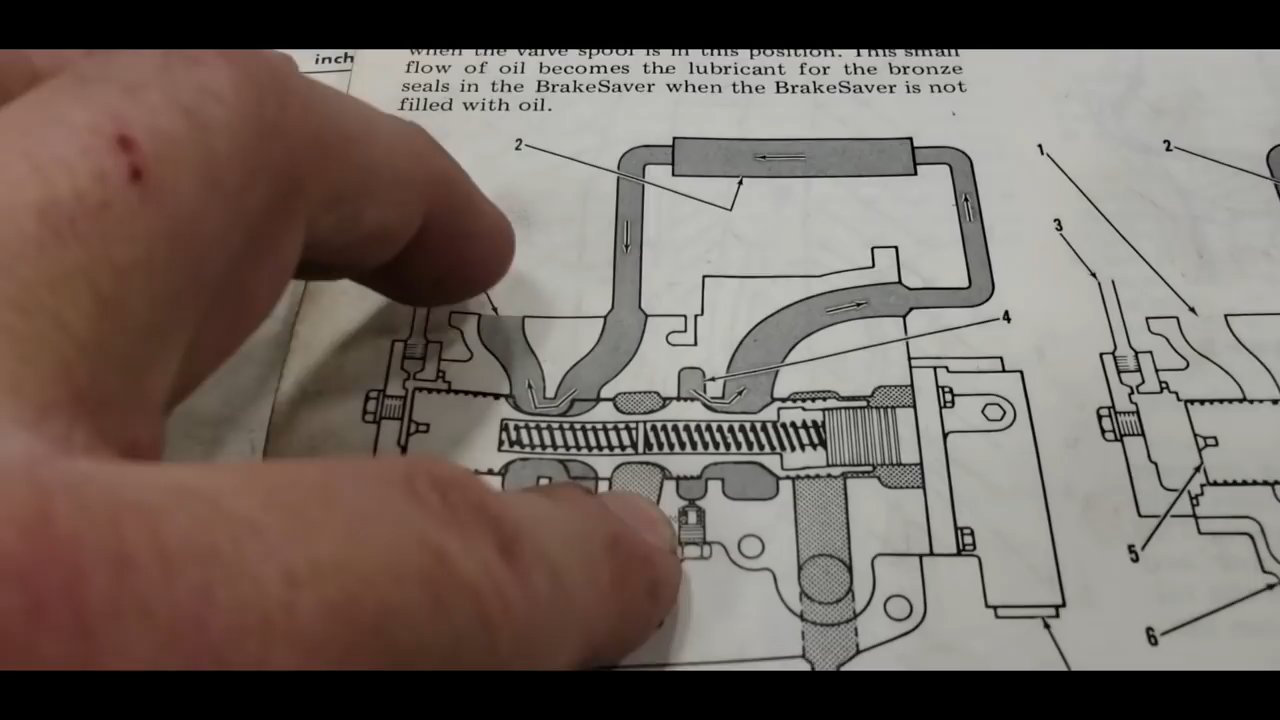 inch
when the valve spool is in this position. This small
flow of oil becomes the lubricant for the bronze
seals in the BrakeSaver when the BrakeSaver is not
filled with oil.
2
1
2
3
4
5
6